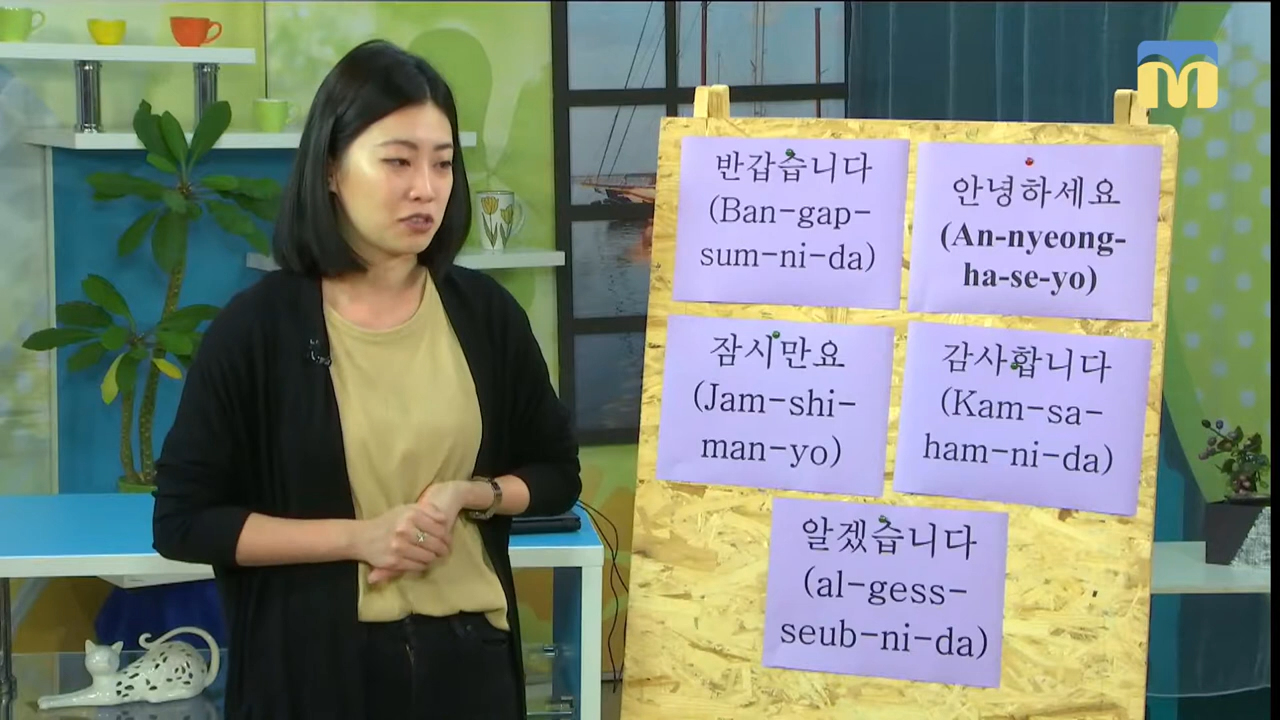 반갑습니다
(Ban-gap-
sum-ni-da)
안녕하세요
(An-nyeong-
ha-se-yo)
잠시만요
(Jam-shi-
man-yo)
감사합니다
(Kam-sa-
ham-ni-da)
알겠습니다
(al-gess-
seub-ni-da)
m